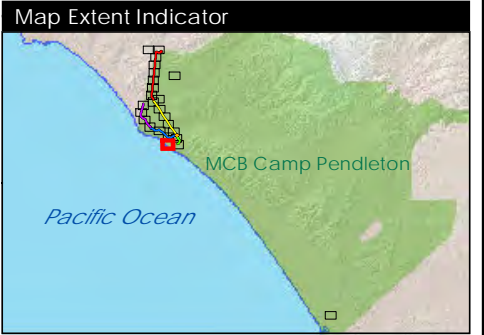 Map Extent Indicator
MCB Camp Pendleton
Pacific Ocean